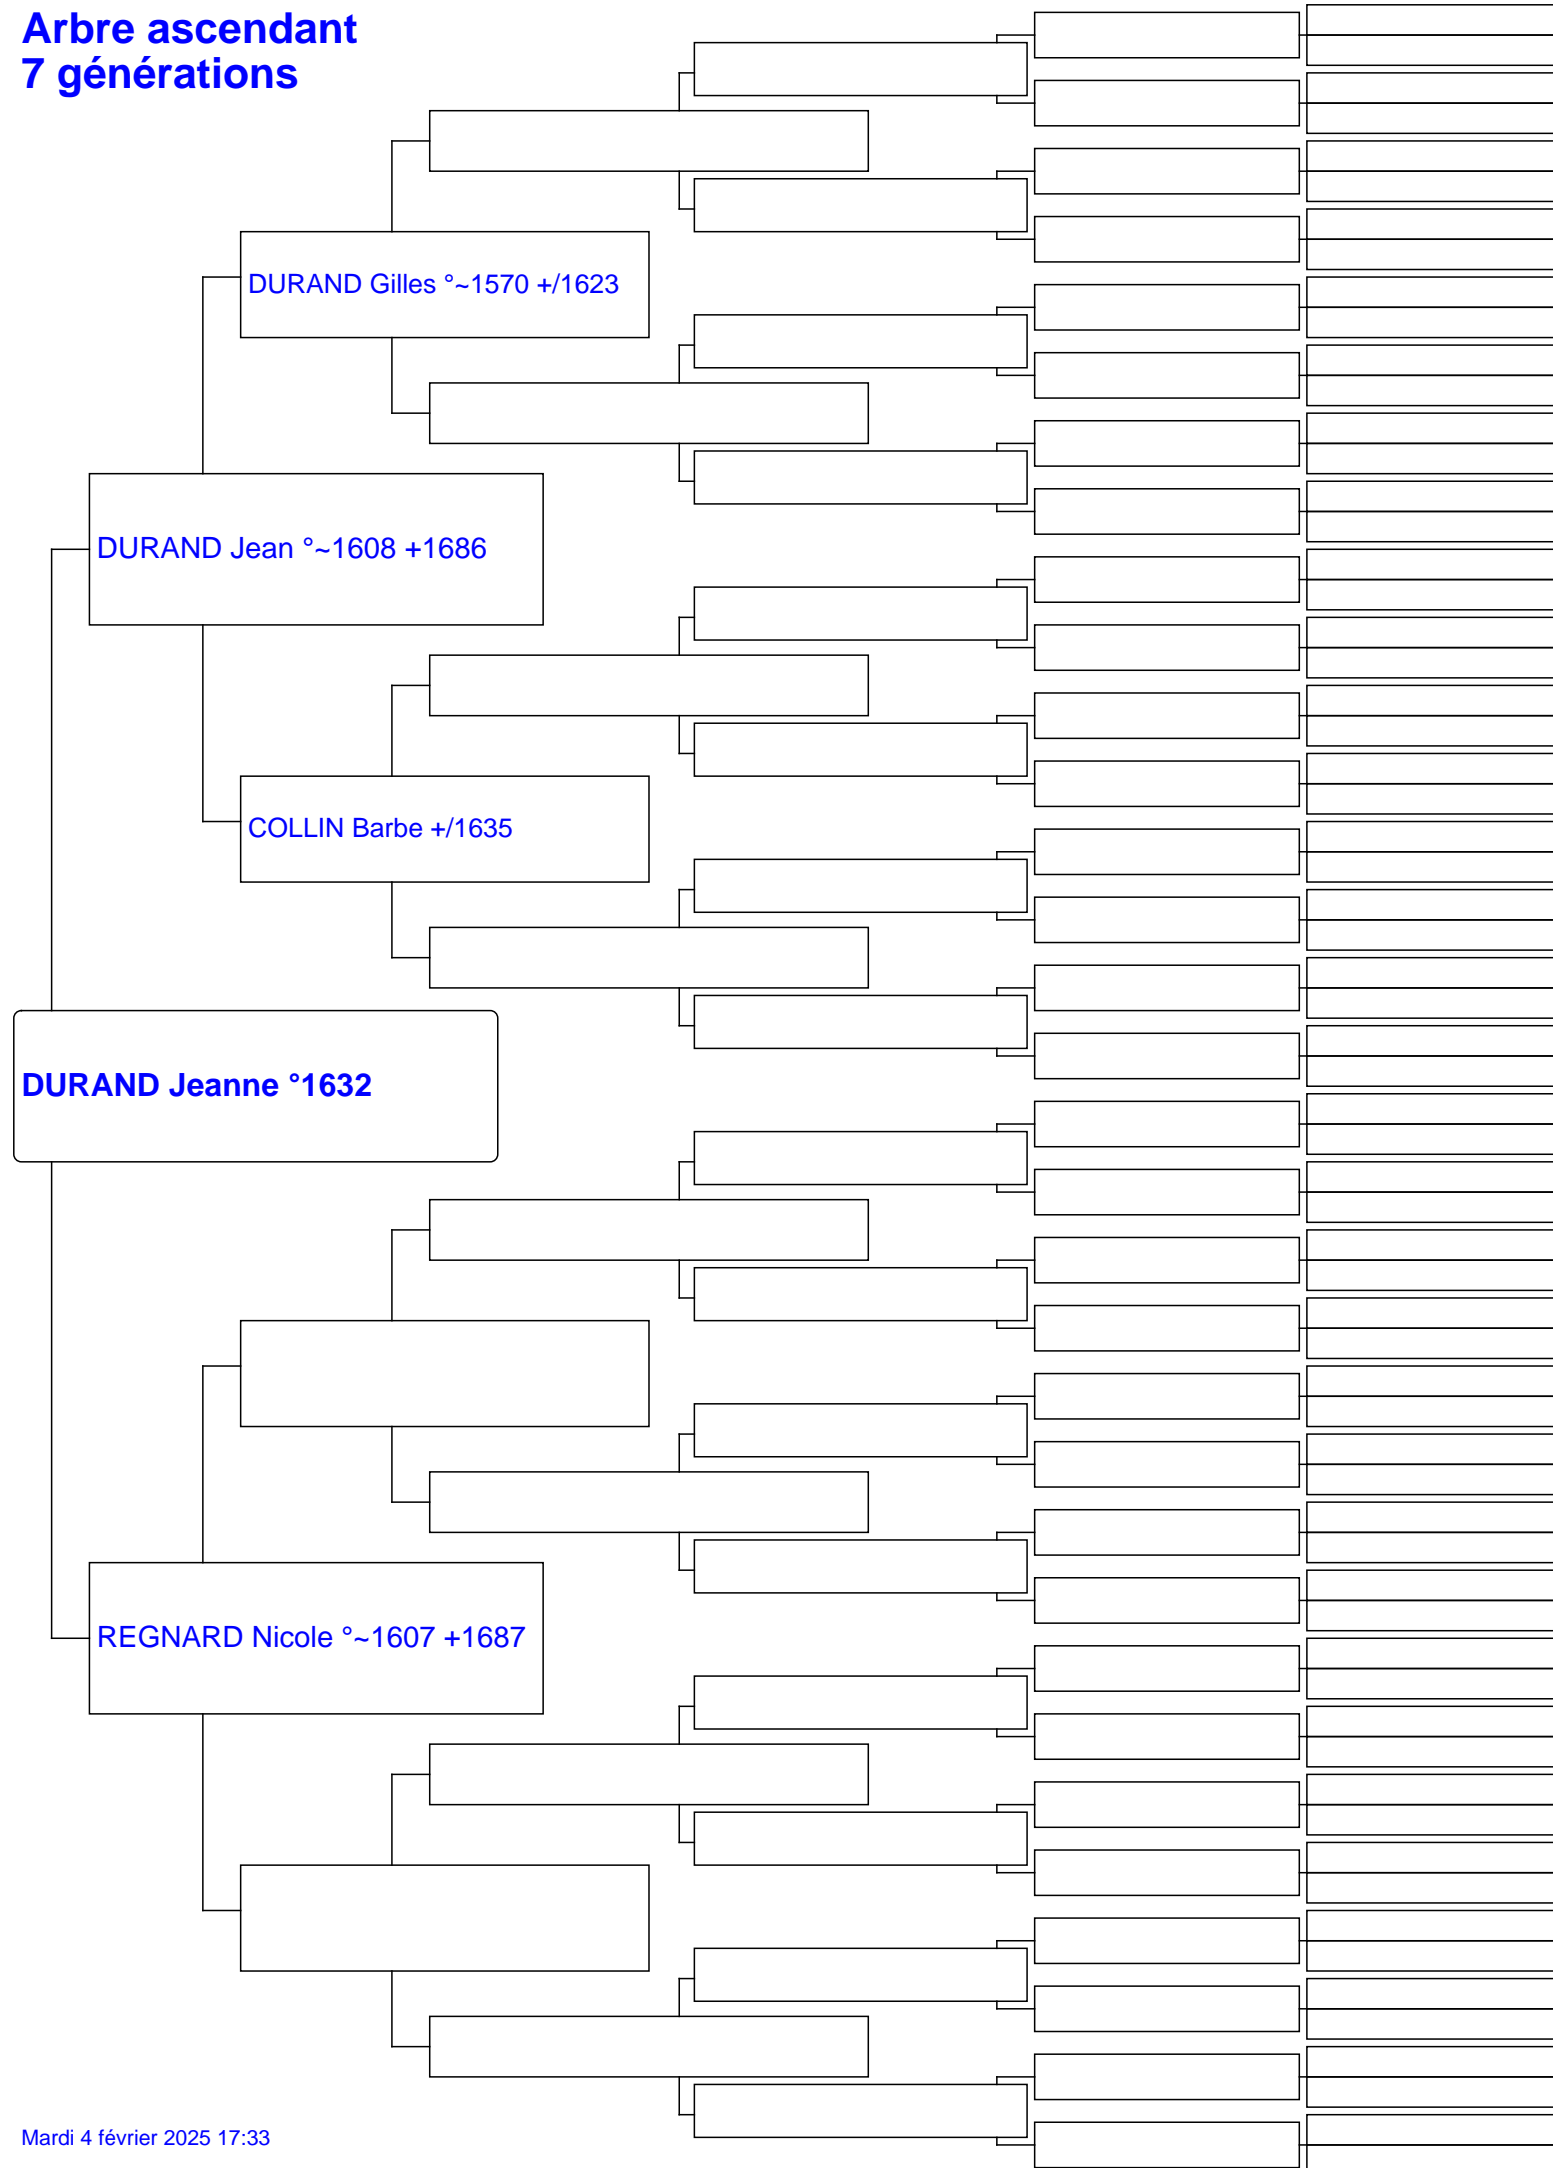 Arbre ascendant
7 générations
DURAND Gilles °~1570 +/1623
DURAND Jean °~1608 +1686
COLLIN Barbe +/1635
DURAND Jeanne °1632
REGNARD Nicole °~1607 +1687
Mardi 4 février 2025 17:33